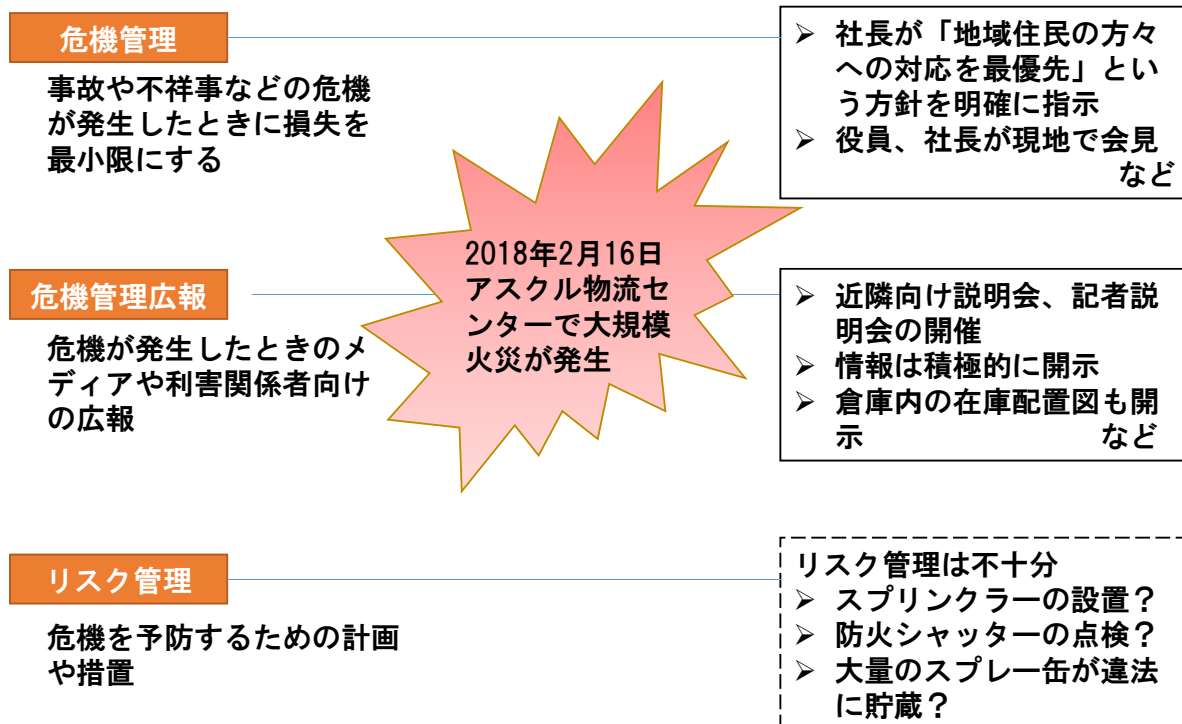 危機管理
事故や不祥事などの危機
が発生したときに損失を
最小限にする
➢ 社長が「地域住民の方々
への対応を最優先」とい
う方針を明確に指示
➢ 役員、社長が現地で会見
など
2018年2月16日
アスクル物流セ
ンターで大規模
火災が発生
危機管理広報
危機が発生したときのメ
ディアや利害関係者向け
の広報
➢ 近隣向け説明会、記者説
明会の開催
➢ 情報は積極的に開示
➢ 倉庫内の在庫配置図も開
示 など
リスク管理
危機を予防するための計画
や措置
リスク管理は不十分
➢ スプリンクラーの設置？
➢ 防火シャッターの点検？
➢ 大量のスプレー缶が違法
に貯蔵？